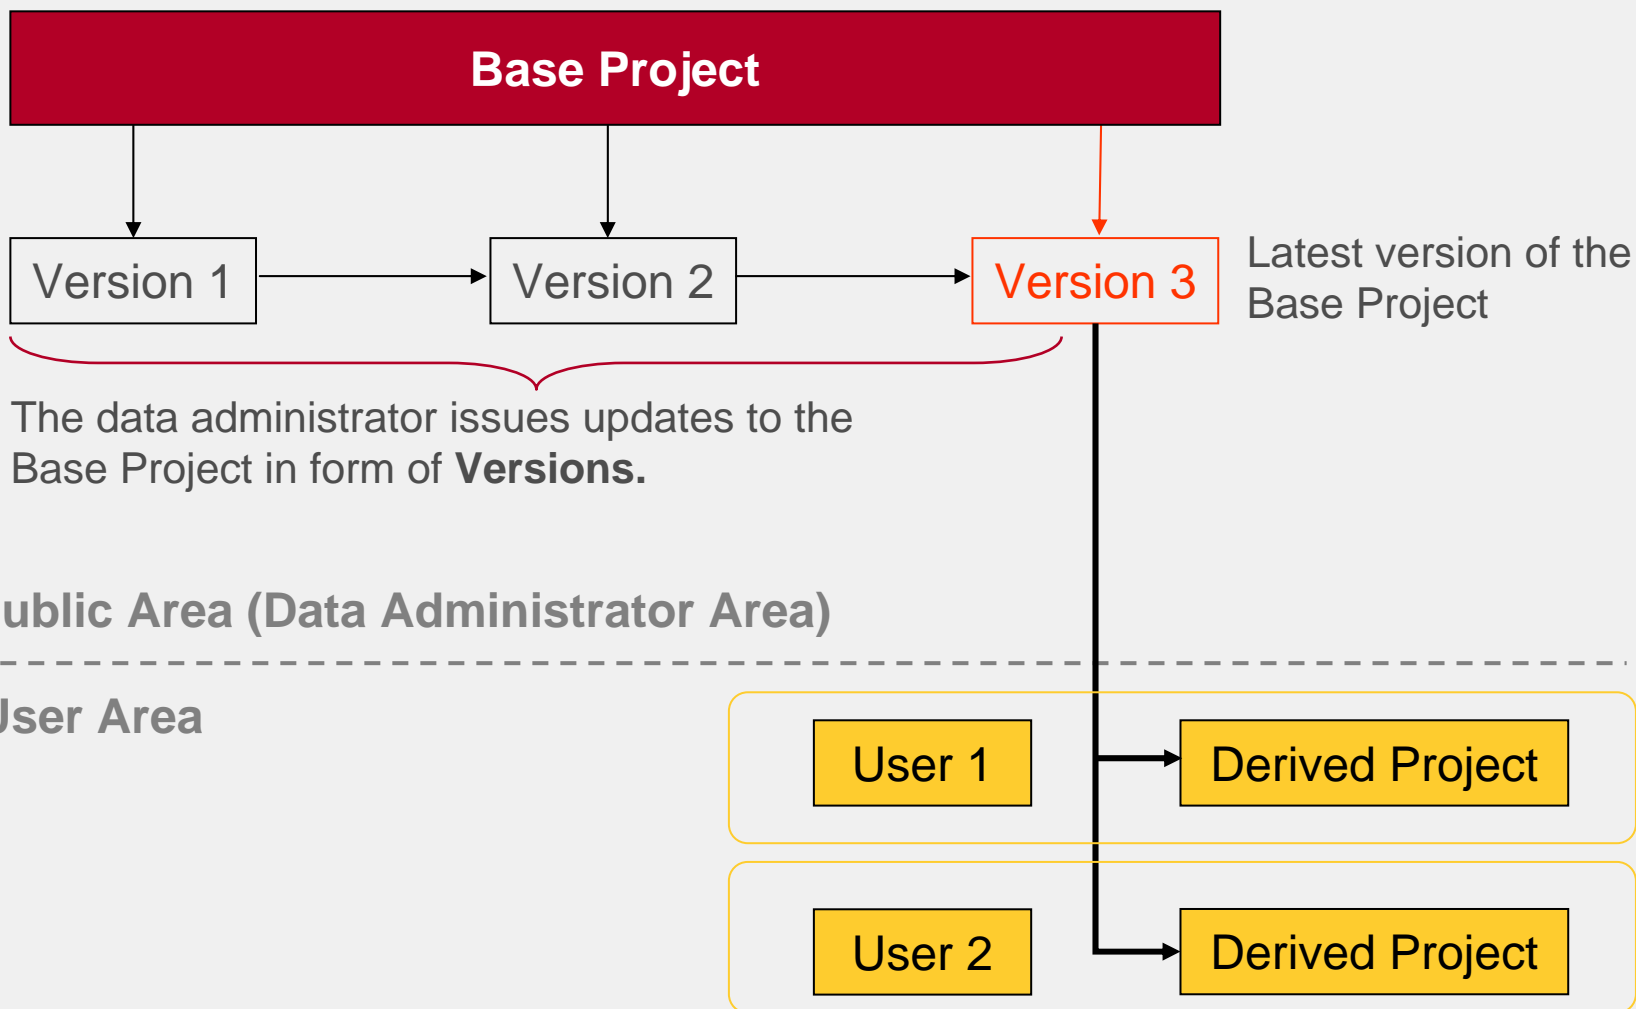 Base Project
Version 1
Version 2
Version 3
Latest version of the
Base Project
The data administrator issues updates to the
Base Project in form of Versions.
ublic Area (Data Administrator Area)
User Area
User 1
Derived Project
User 2
Derived Project